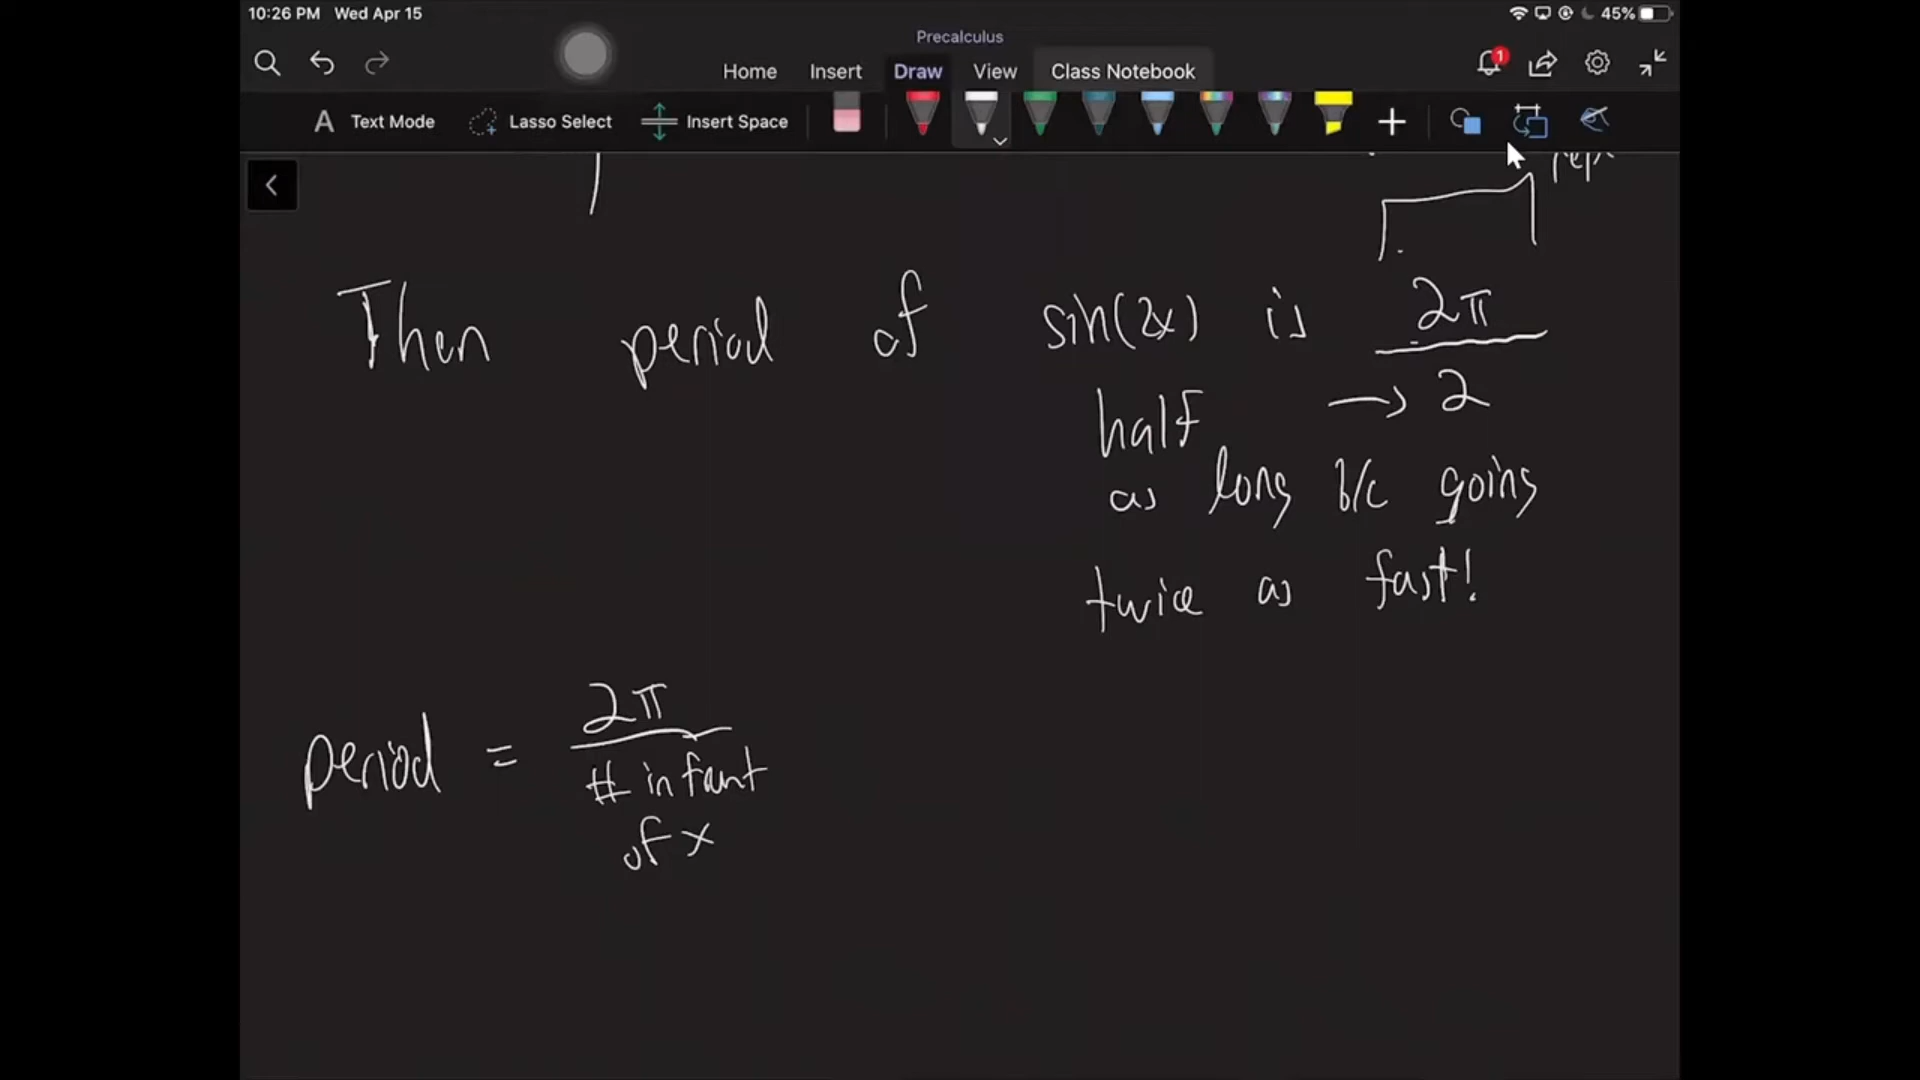 10:26 PM Wed Apr 15
45%
Precalculus
1
Home Insert Draw View Class Notebook
A Text Mode Lasso Select Insert Space
Then period of sin(2x) is 2π
→ 2
half
as long b/c going
twice as fast!
period = 2π
# in front
of x